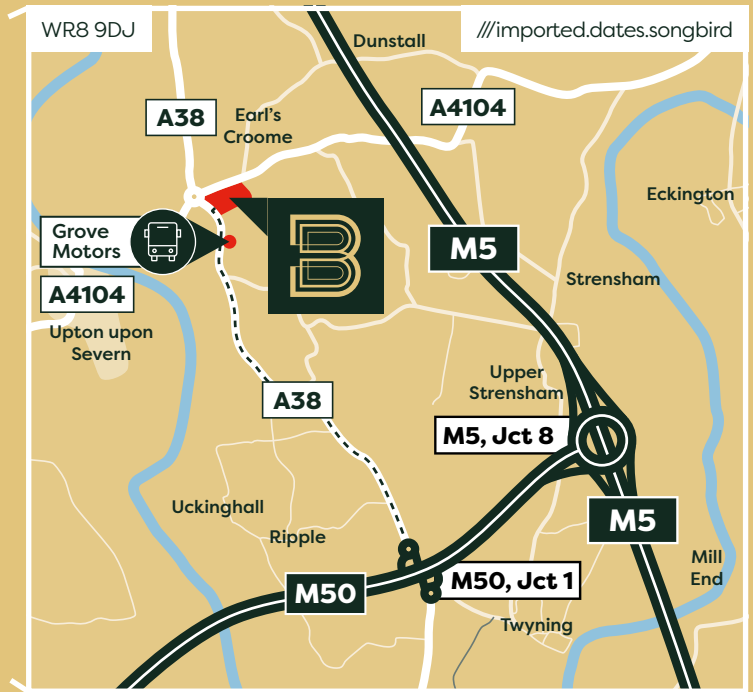 WR8 9DJ
///imported.dates.songbird
Dunstall
A38
Earl's
Croome
A4104
Eckington
Grove
Motors
B
M5
A4104
Strensham
Upton upon
Severn
Upper
Strensham
A38
M5, Jct 8
Uckinghall
Ripple
M5
Mill
End
M50
M50, Jct 1
Twyning